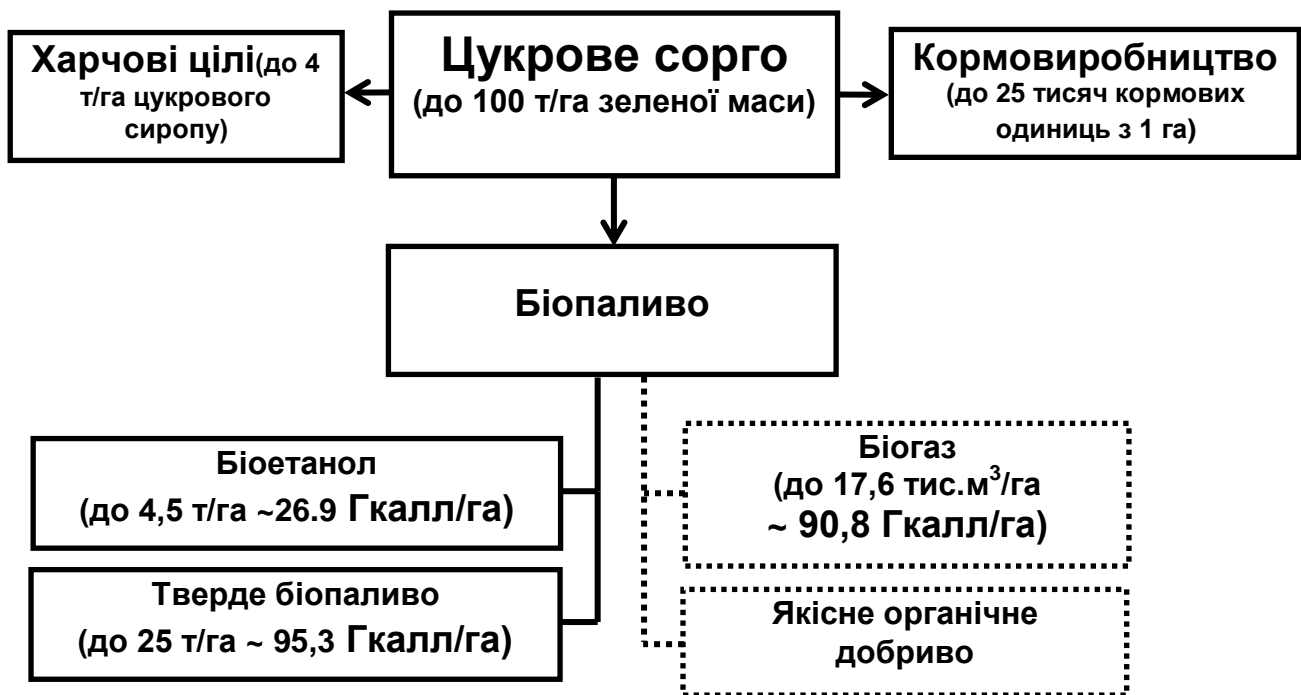 Харчові цілі(до 4
т/га цукрового
сиропу)
Цукрове сорго
(до 100 т/га зеленої маси)
Кормовиробництво
(до 25 тисяч кормових
одиниць з 1 га)
Біопаливо
Біоетанол
(до 4,5 т/га ~26.9 Гкалл/га)
Тверде біопаливо
(до 25 т/га ~ 95,3 Гкалл/га)
Біогаз
(до 17,6 тис.м³/га
~ 90,8 Гкалл/га)
Якісне органічне
добриво